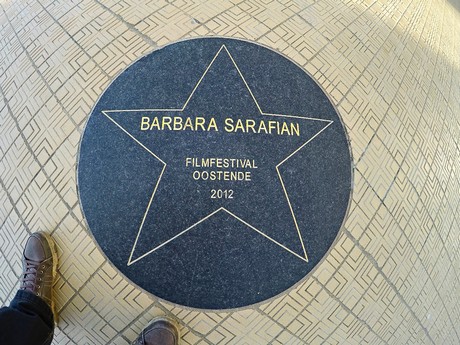 BARBARA SARAFIAN
FILMFESTIVAL
OOSTENDE
2012